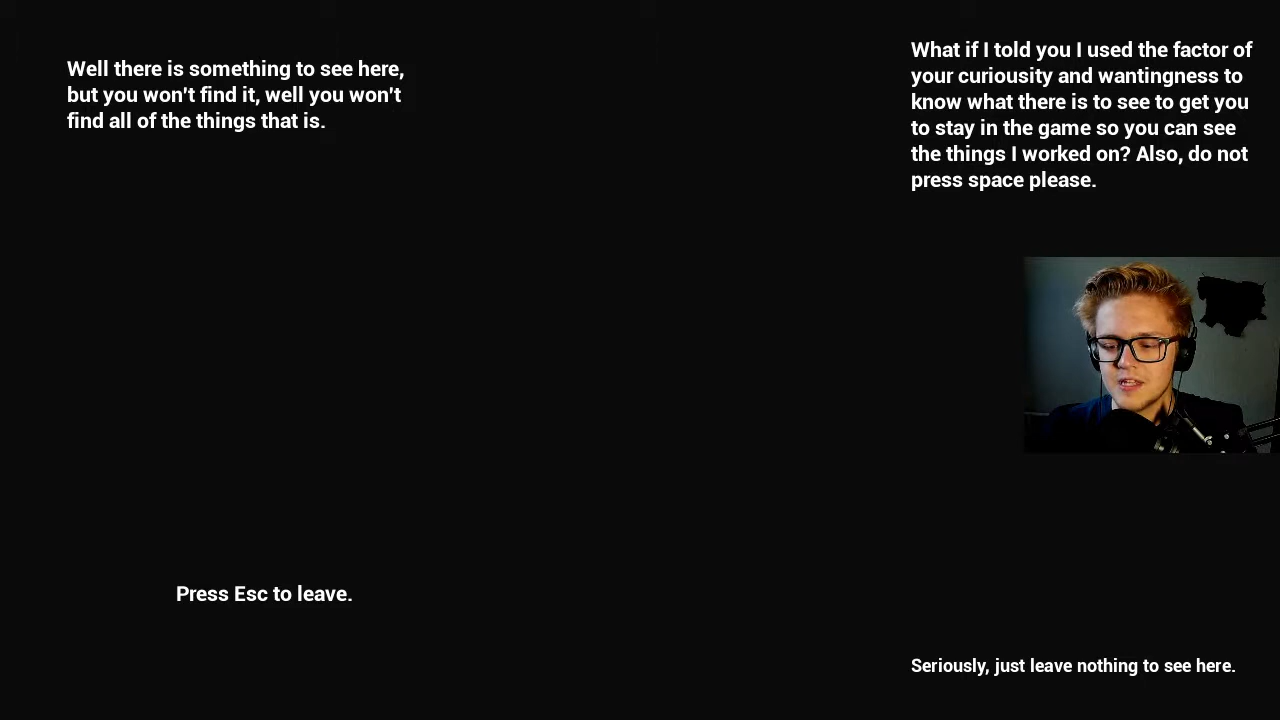 Well there is something to see here,
but you won't find it, well you won't
find all of the things that is.
What if I told you I used the factor of
your curiousity and wantingness to
know what there is to see to get you
to stay in the game so you can see
the things I worked on? Also, do not
press space please.
Press Esc to leave.
Seriously, just leave nothing to see here.